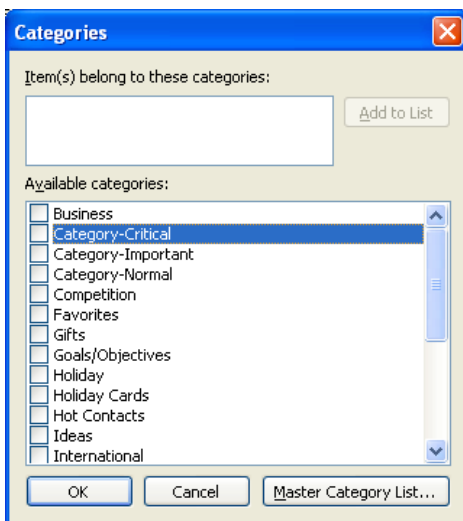 Categories
Item(s) belong to these categories:
Add to List
Available categories:
Business
Category-Critical
Category-Important
Category-Normal
Competition
Favorites
Gifts
Goals/Objectives
Holiday
Holiday Cards
Hot Contacts
Ideas
International
OK Cancel Master Category List...